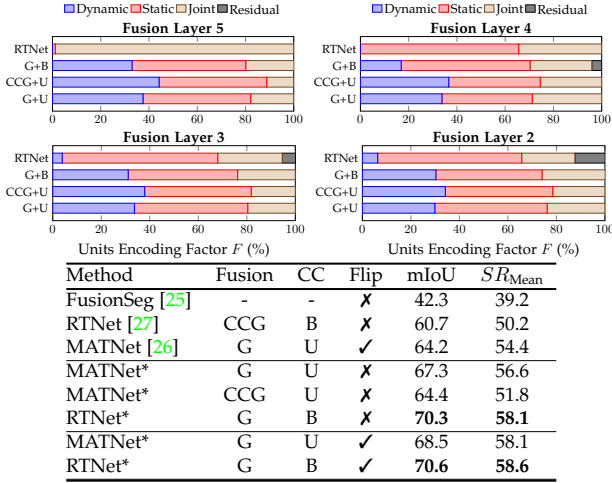 Dynamic Static Joint Residual Dynamic Static Joint Residual
Fusion Layer 5 Fusion Layer 4
RTNet RTNet
G+B G+B
CCG+U CCG+U
G+U G+U
0 20 40 60 80 100 0 20 40 60 80 100
Fusion Layer 3 Fusion Layer 2
RTNet RTNet
G+B G+B
CCG+U CCG+U
G+U G+U
0 20 40 60 80 100 0 20 40 60 80 100
Units Encoding Factor F (%) Units Encoding Factor F (%)
Method Fusion CC Flip mIoU SR_Mean
FusionSeg [25] - - ✗ 42.3 39.2
RTNet [27] CCG B ✗ 60.7 50.2
MATNet [26] G U ✓ 64.2 54.4
MATNet* G U ✗ 67.3 56.6
MATNet* CCG U ✗ 64.4 51.8
RTNet* G B ✗ 70.3 58.1
MATNet* G U ✓ 68.5 58.1
RTNet* G B ✓ 70.6 58.6